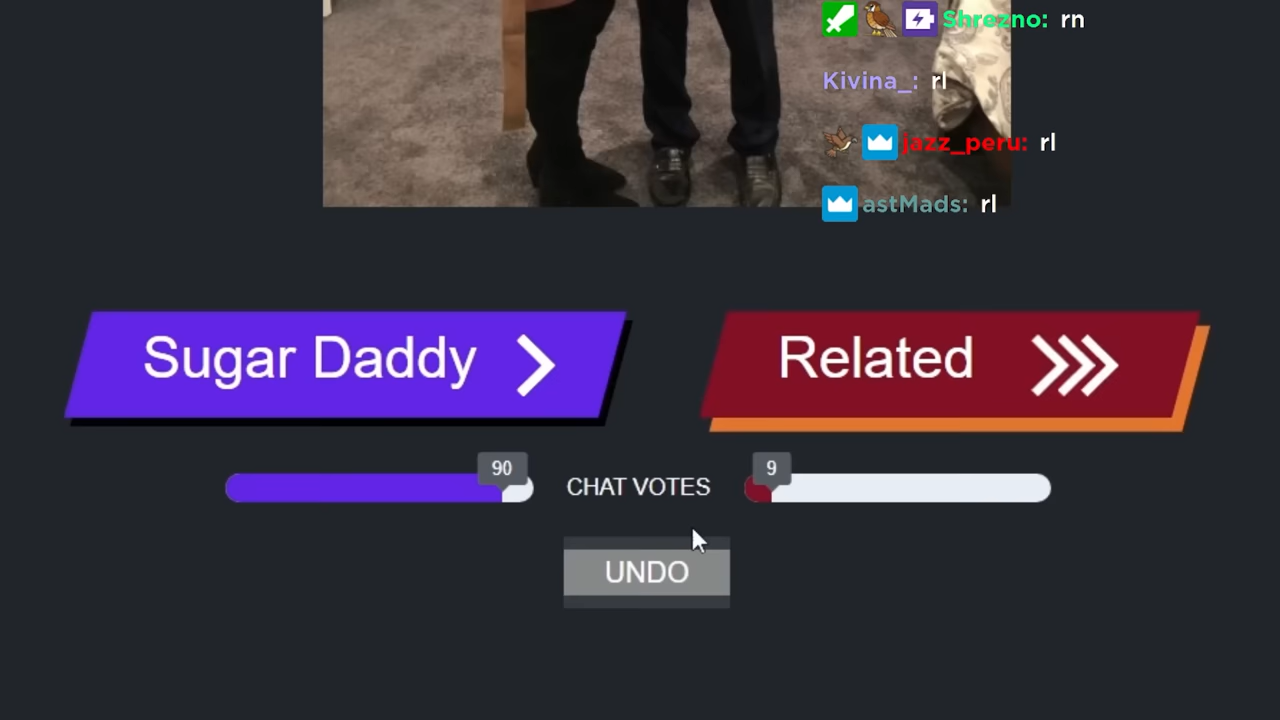 Shrezno: rn
Kivina_: rl
jazz_peru: rl
astMads: rl
Sugar Daddy
Related
90
CHAT VOTES
9
UNDO